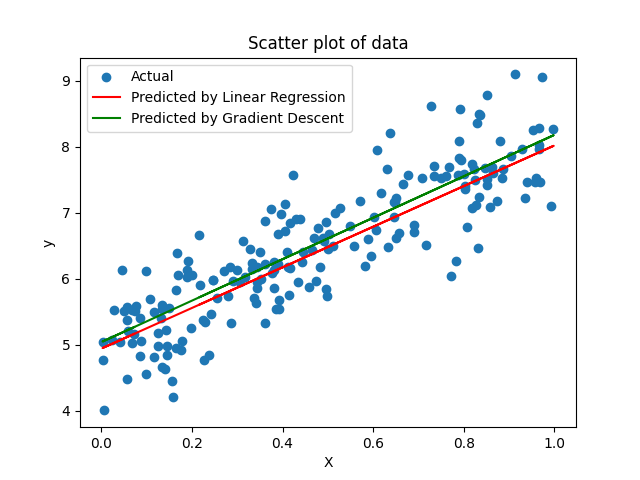 Scatter plot of data
Actual
Predicted by Linear Regression
Predicted by Gradient Descent
9
8
7
6
5
4
y
0.0 0.2 0.4 0.6 0.8 1.0
X